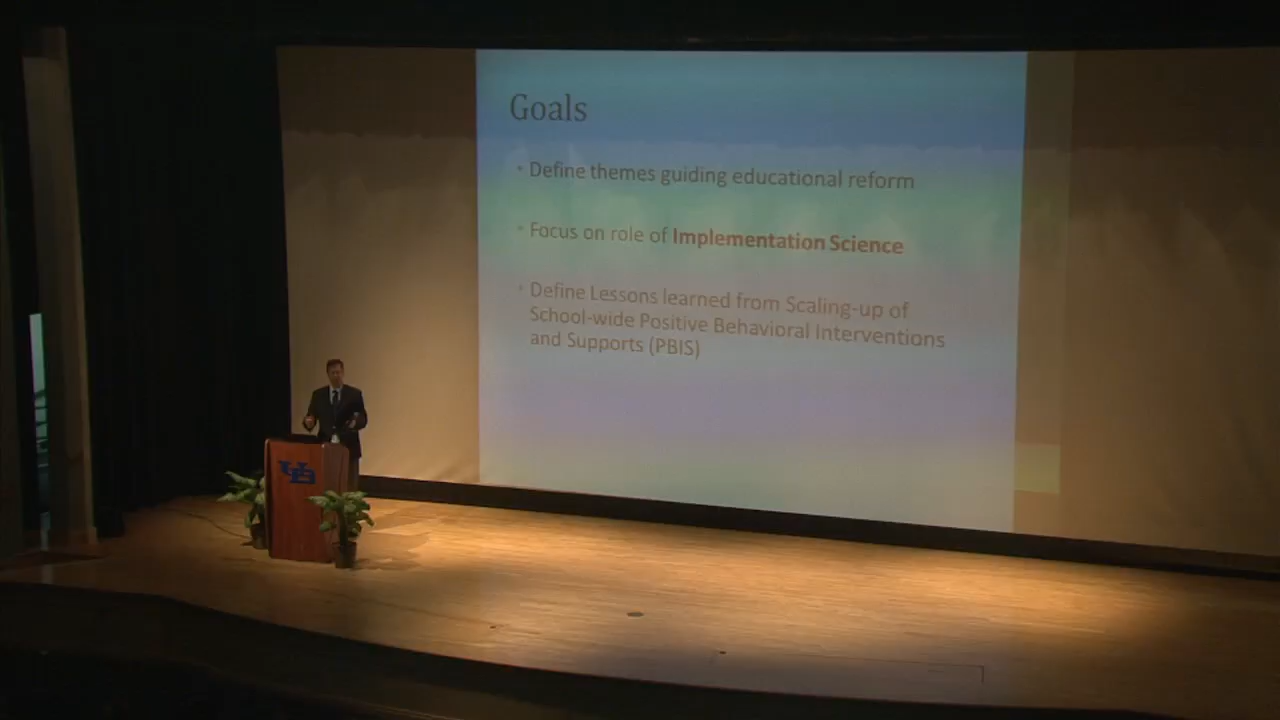 Goals
• Define themes guiding educational reform
• Focus on role of Implementation Science
• Define Lessons learned from Scaling-up of
School-wide Positive Behavioral Interventions
and Supports (PBIS)
UB